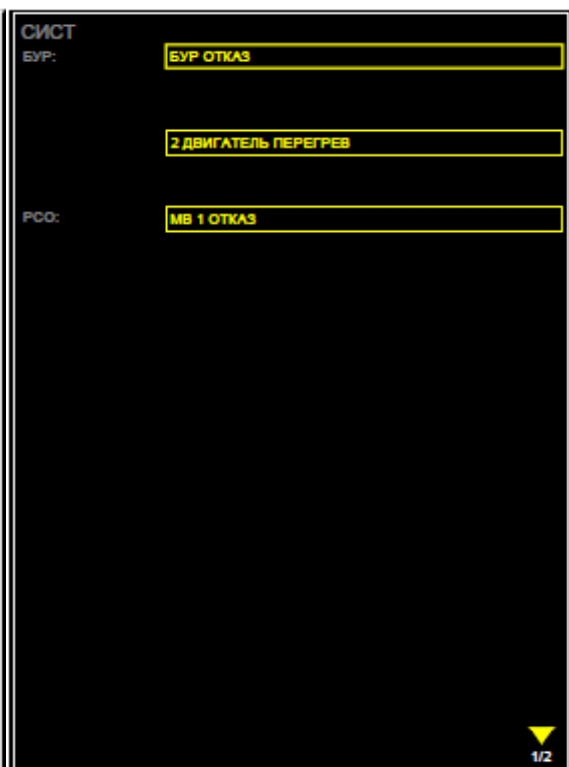 СИСТ
БУР: БУР ОТКАЗ
2 ДВИГАТЕЛЬ ПЕРЕГРЕВ
РСО: МВ 1 ОТКАЗ
1/2